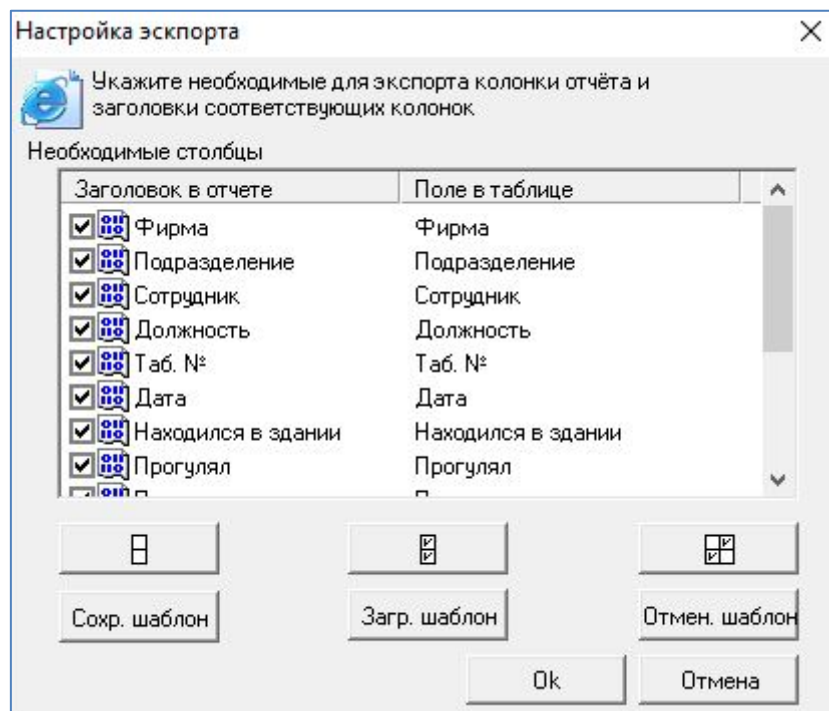 Настройка эскпорта
Укажите необходимые для экспорта колонки отчёта и
заголовки соответствующих колонок
Необходимые столбцы
Заголовок в отчете Поле в таблице
Фирма Фирма
Подразделение Подразделение
Сотрудник Сотрудник
Должность Должность
Таб. № Таб. №
Дата Дата
Находился в здании Находился в здании
Прогулял Прогулял
Сохр. шаблон Загр. шаблон Отмен. шаблон
Ok Отмена